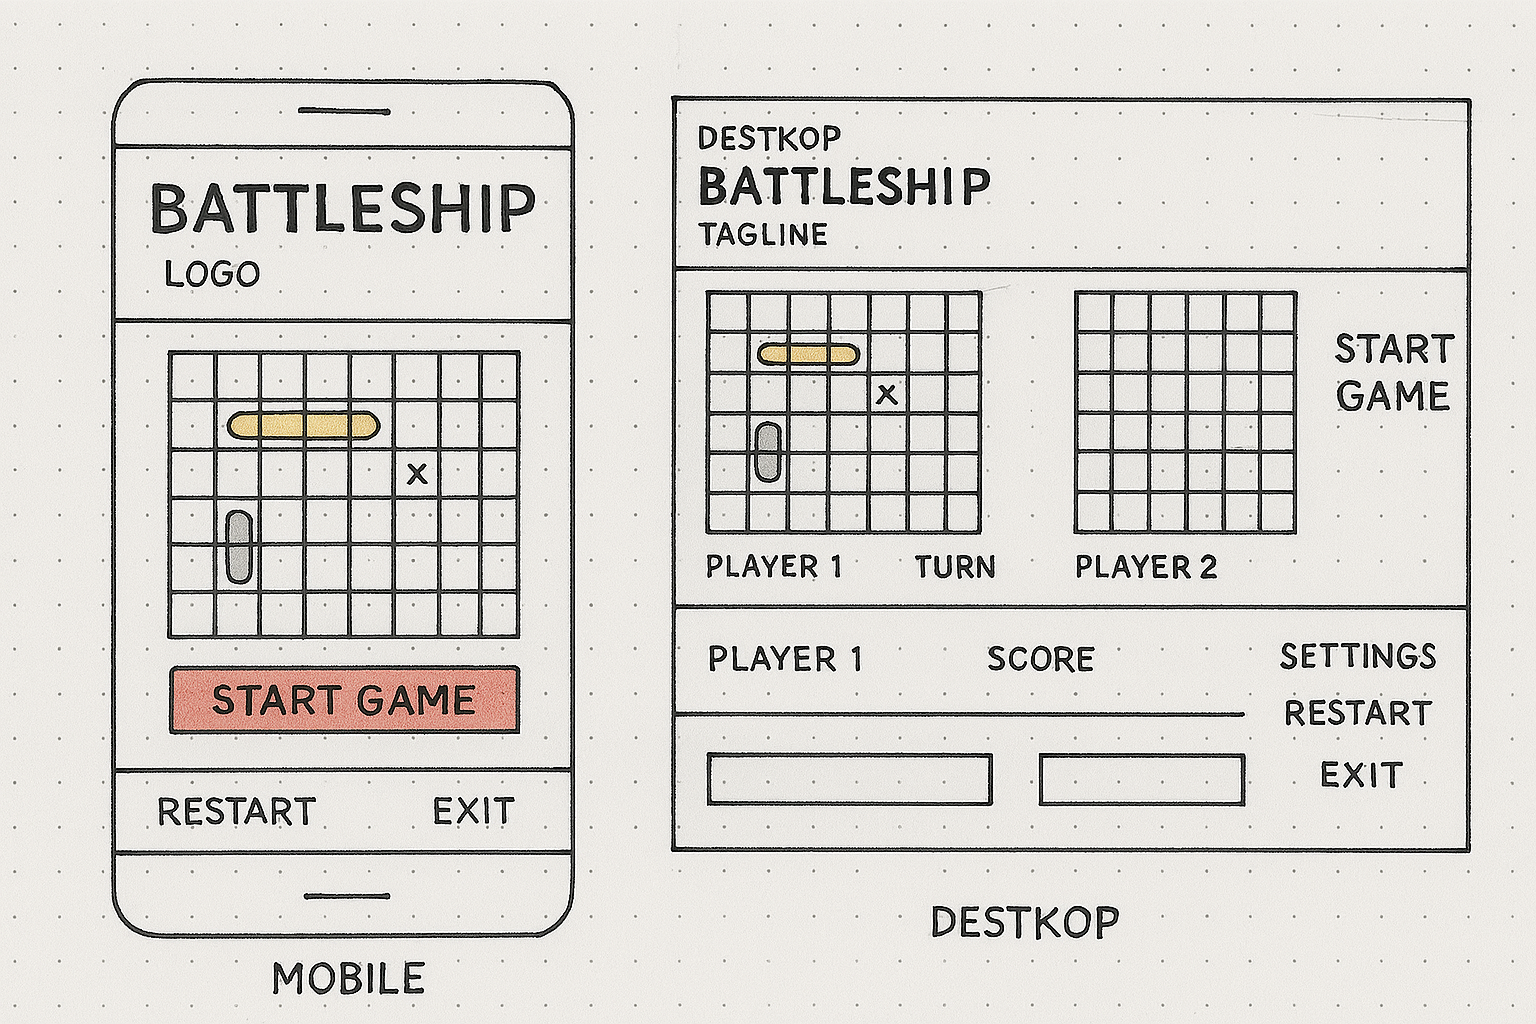 BATTLESHIP
LOGO
X
START GAME
RESTART EXIT
MOBILE
DESTKOP
BATTLESHIP
TAGLINE
X
START
GAME
PLAYER 1 TURN PLAYER 2
PLAYER 1 SCORE SETTINGS
RESTART
EXIT
DESTKOP